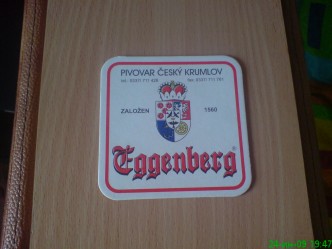 PIVOVAR ČESKÝ KRUMLOV
ZALOŽEN 1560
Eggenberg